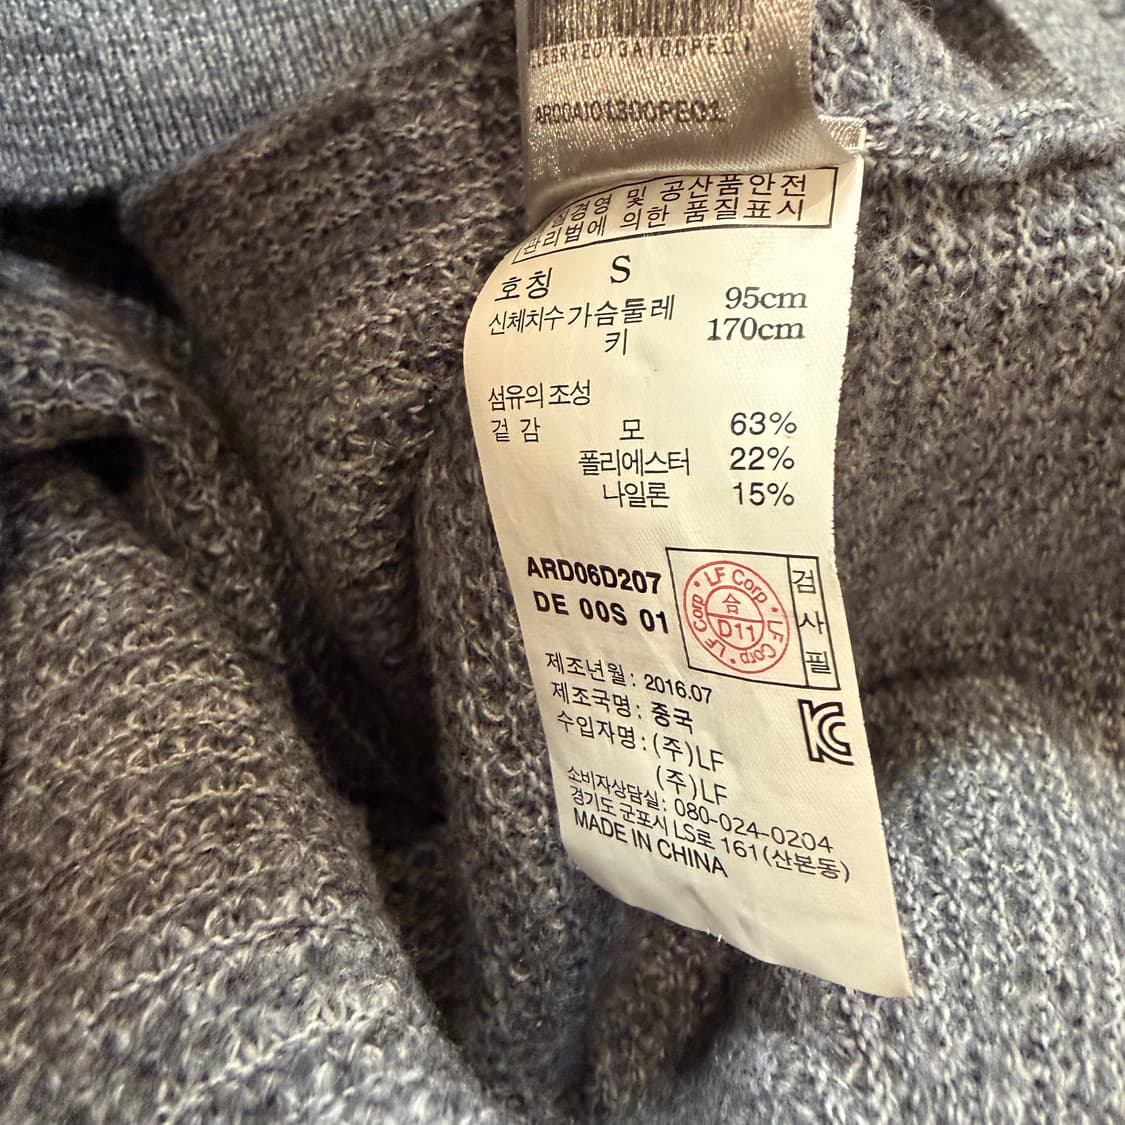 AR00AI01300PE01
및 공산품안전
관리법에 의한 품질표시
호칭 S
신체치수 가슴둘레 95cm
키 170cm
섬유의 조성
겉감 모 63%
폴리에스터 22%
나일론 15%
ARD06D207
DE 00S 01
LF Corp • LF Corp • LF Corp •
合
D11
검사필
제조년월 : 2016.07
제조국명 : 중국
수입자명 : (주)LF
(주)LF
소비자상담실: 080-024-0204
경기도 군포시 LS로 161(산본동)
MADE IN CHINA